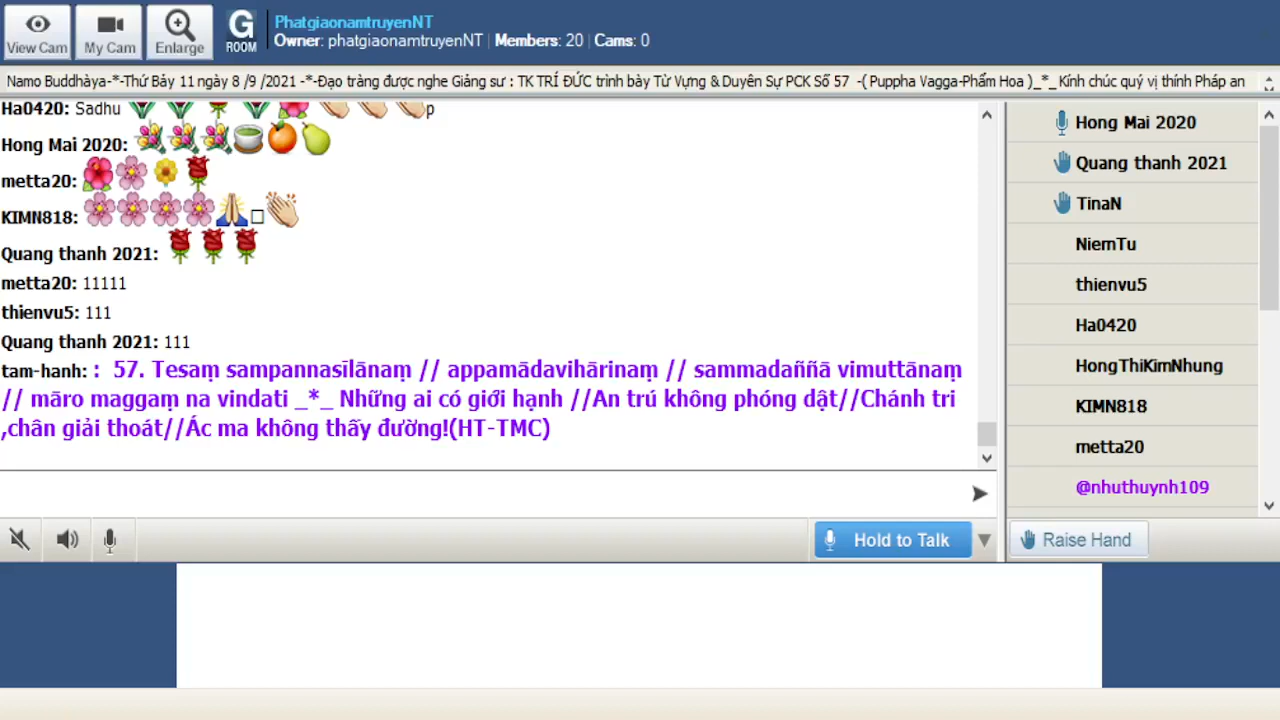 View Cam
My Cam
Enlarge
G
ROOM
PhatgiaonamtruyenNT
Owner: phatgiaonamtruyenNT | Members: 20 | Cams: 0
Namo Buddhàya-*-Thứ Bảy 11 ngày 8 /9 /2021 -*-Đạo tràng được nghe Giảng sư : TK TRÍ ĐỨC trình bày Từ Vựng & Duyên Sự PCK Số 57 -( Puppha Vagga-Phẩm Hoa )_*_Kính chúc quý vị thính Pháp an
Ha0420: Sadhu 🌷🌷🌹🌷🌺👏👏👏p
Hong Mai 2020: 💐💐💐🍵🍊🍐
metta20: 🌺🌸🌼🌹
KIMN818: 🌸🌸🌸🌸🙏□👏
Quang thanh 2021: 🌹🌹🌹
metta20: 11111
thienvu5: 111
Quang thanh 2021: 111
tam-hanh: : 57. Tesaṃ sampannasīlānaṃ // appamādavihārinaṃ // sammadaññā vimuttānaṃ
// māro maggaṃ na vindati _*_ Những ai có giới hạnh //An trú không phóng dật//Chánh tri
,chân giải thoát//Ác ma không thấy đường!(HT-TMC)
Hong Mai 2020
Quang thanh 2021
TinaN
NiemTu
thienvu5
Ha0420
HongThiKimNhung
KIMN818
metta20
@nhuthuynh109
Hold to Talk
Raise Hand